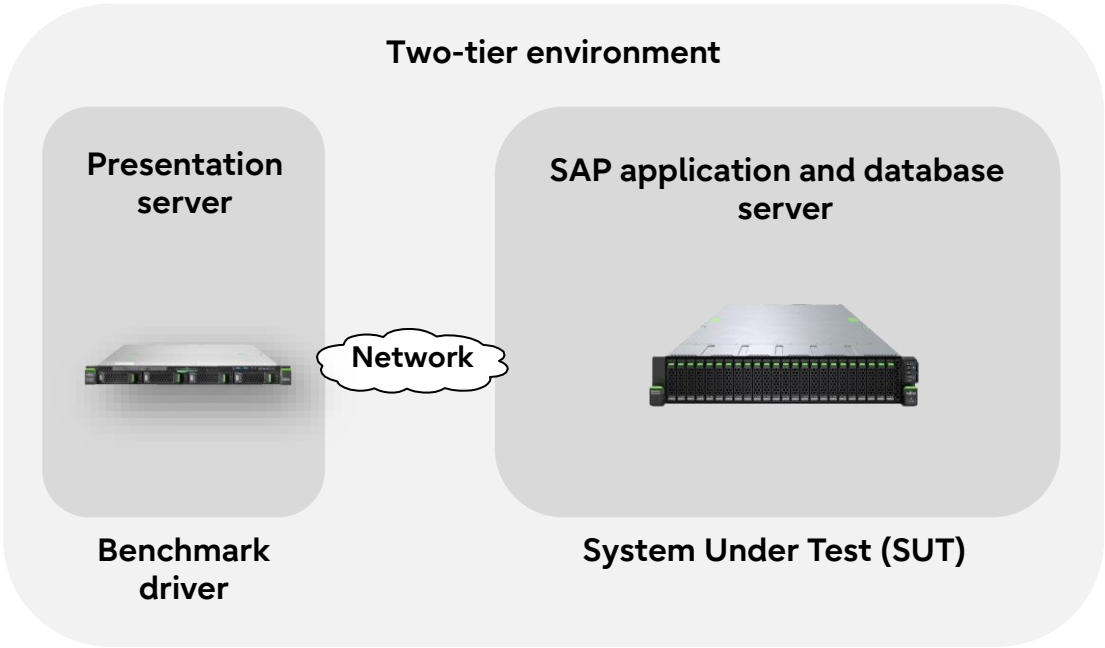 Two-tier environment
Presentation
server
SAP application and database
server
Network
Benchmark
driver
System Under Test (SUT)